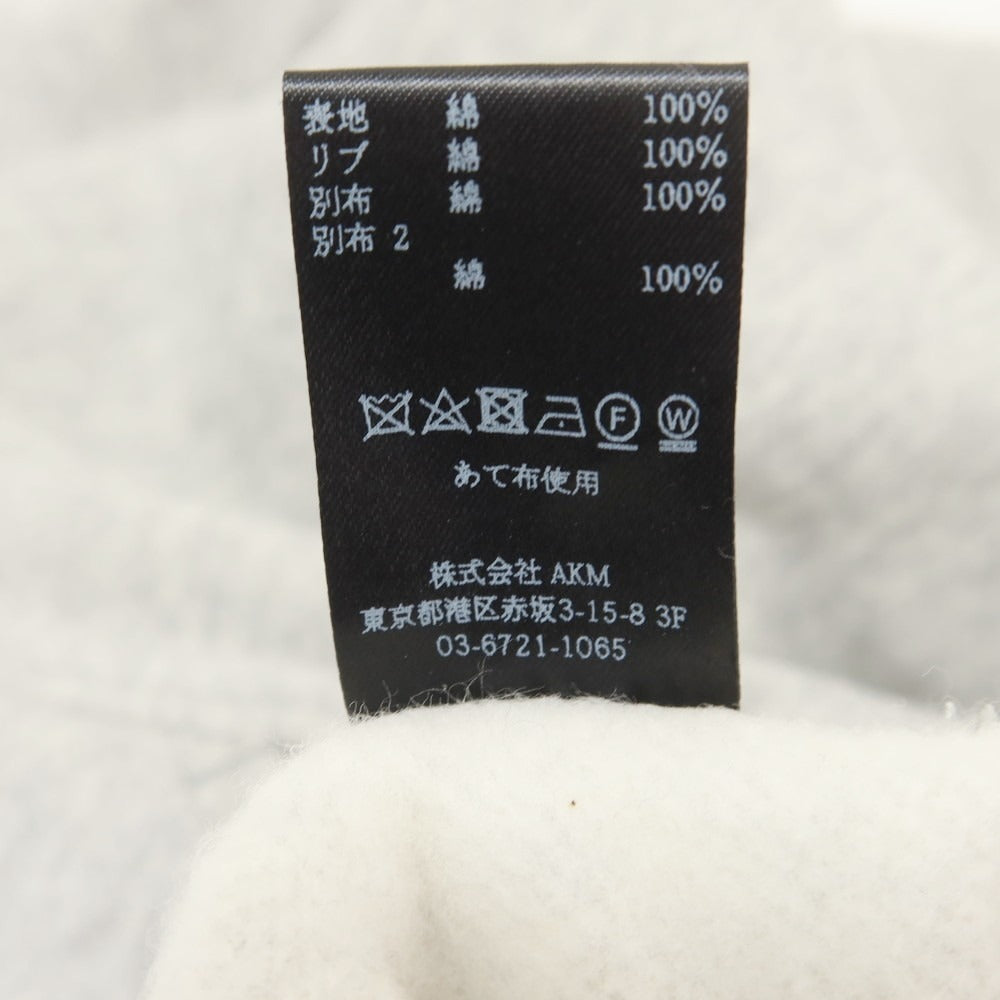 表地 綿 100%
リブ 綿 100%
別布 綿 100%
別布 2
綿 100%
F W
あて布使用
株式会社 AKM
東京都港区赤坂3-15-8 3F
03-6721-1065